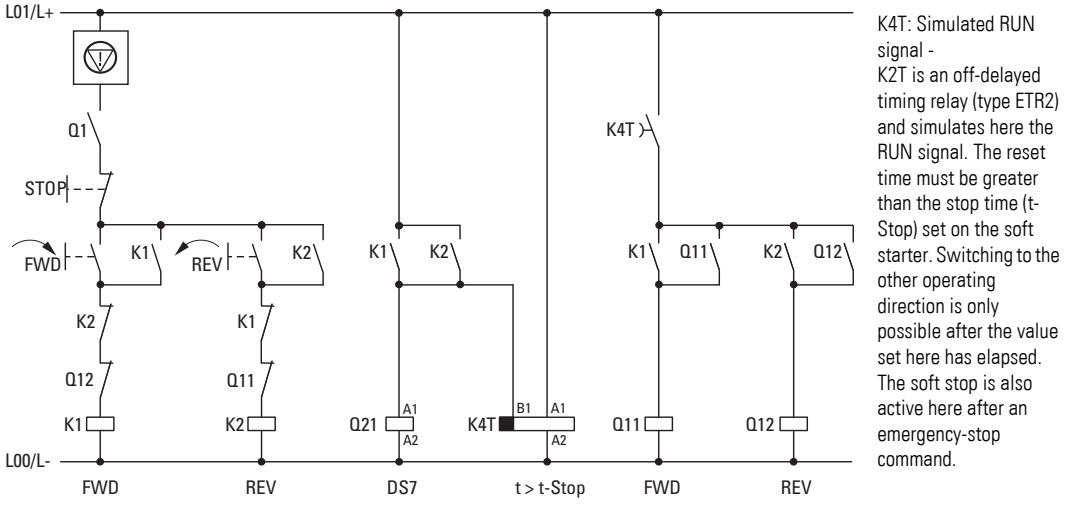 L01/L+
Q1
K4T
STOP
FWD
K1
REV
K2
K1
K2
K1
Q11
K2
Q12
K2
K1
Q12
Q11
K1
K2
Q21
A1
A2
K4T
B1
A1
A2
Q11
Q12
L00/L-
FWD
REV
DS7
t > t-Stop
FWD
REV
K4T: Simulated RUN
signal -
K2T is an off-delayed
timing relay (type ETR2)
and simulates here the
RUN signal. The reset
time must be greater
than the stop time (t-
Stop) set on the soft
starter. Switching to the
other operating
direction is only
possible after the value
set here has elapsed.
The soft stop is also
active here after an
emergency-stop
command.